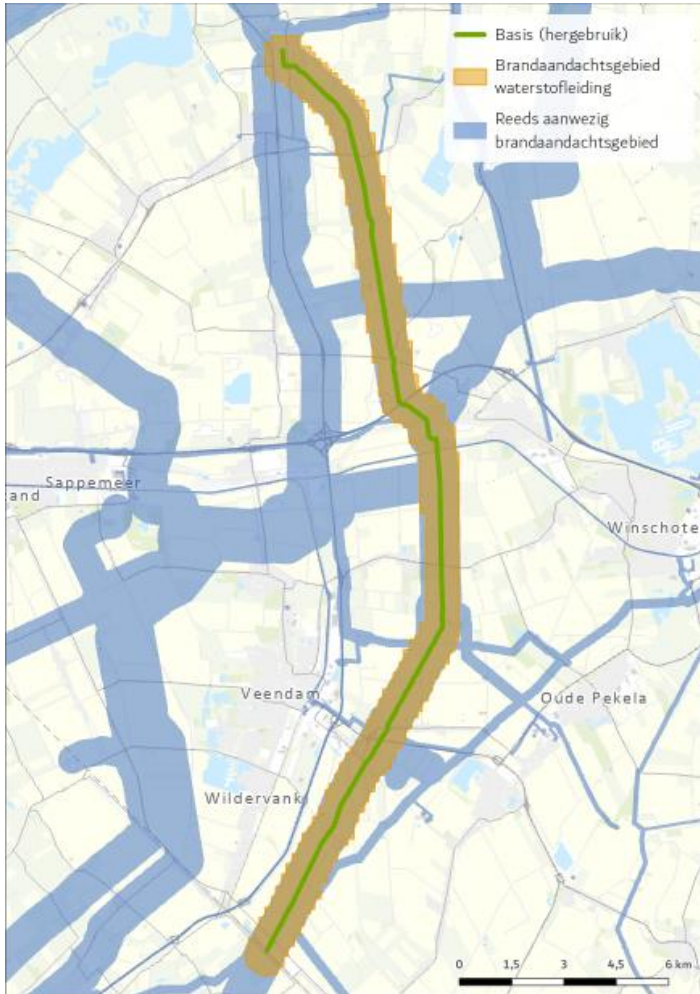 Basis (hergebruik)
Brandaandachtsgebied
waterstofleiding
Reeds aanwezig
brandaandachtsgebied
Sappemeer
and
Winschote
Veendam
Oude Pekela
Wildervank
0 1,5 3 4,5 6 km